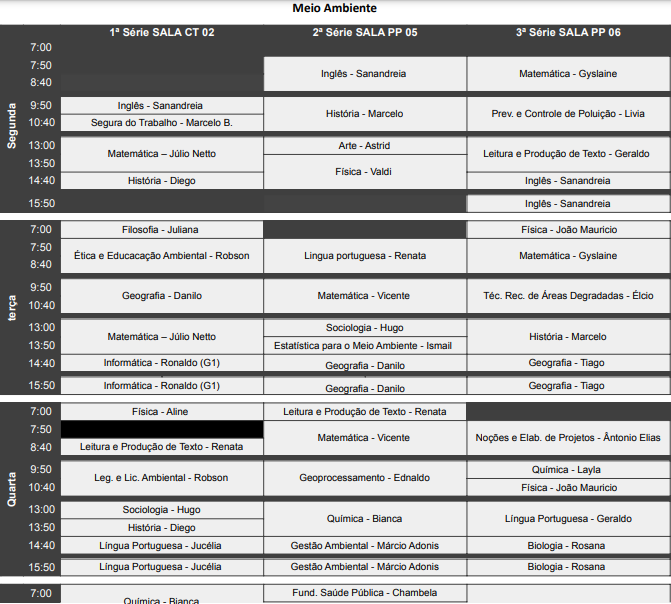 Meio Ambiente
1ª Série SALA CT 02 2ª Série SALA PP 05 3ª Série SALA PP 06
Segunda
7:00
7:50 Inglês - Sanandreia Matemática - Gyslaine
8:40
9:50 Inglês - Sanandreia História - Marcelo Prev. e Controle de Poluição - Livia
10:40 Segura do Trabalho - Marcelo B.
13:00 Matemática – Júlio Netto Arte - Astrid Leitura e Produção de Texto - Geraldo
13:50 Física - Valdi
14:40 História - Diego Inglês - Sanandreia
15:50 Inglês - Sanandreia
terça
7:00 Filosofia - Juliana Física - João Mauricio
7:50 Ética e Educacação Ambiental - Robson Lingua portuguesa - Renata Matemática - Gyslaine
8:40
9:50 Geografia - Danilo Matemática - Vicente Téc. Rec. de Áreas Degradadas - Élcio
10:40
13:00 Matemática – Júlio Netto Sociologia - Hugo História - Marcelo
13:50 Estatística para o Meio Ambiente - Ismail
14:40 Informática - Ronaldo (G1) Geografia - Danilo Geografia - Tiago
15:50 Informática - Ronaldo (G1) Geografia - Danilo Geografia - Tiago
Quarta
7:00 Física - Aline Leitura e Produção de Texto - Renata
7:50 Matemática - Vicente Noções e Elab. de Projetos - Ântonio Elias
8:40 Leitura e Produção de Texto - Renata
9:50 Leg. e Lic. Ambiental - Robson Geoprocessamento - Ednaldo Química - Layla
10:40 Física - João Mauricio
13:00 Sociologia - Hugo Química - Bianca Língua Portuguesa - Geraldo
13:50 História - Diego
14:40 Língua Portuguesa - Jucélia Gestão Ambiental - Márcio Adonis Biologia - Rosana
15:50 Língua Portuguesa - Jucélia Gestão Ambiental - Márcio Adonis Biologia - Rosana
7:00 Química - Bianca Fund. Saúde Pública - Chambela